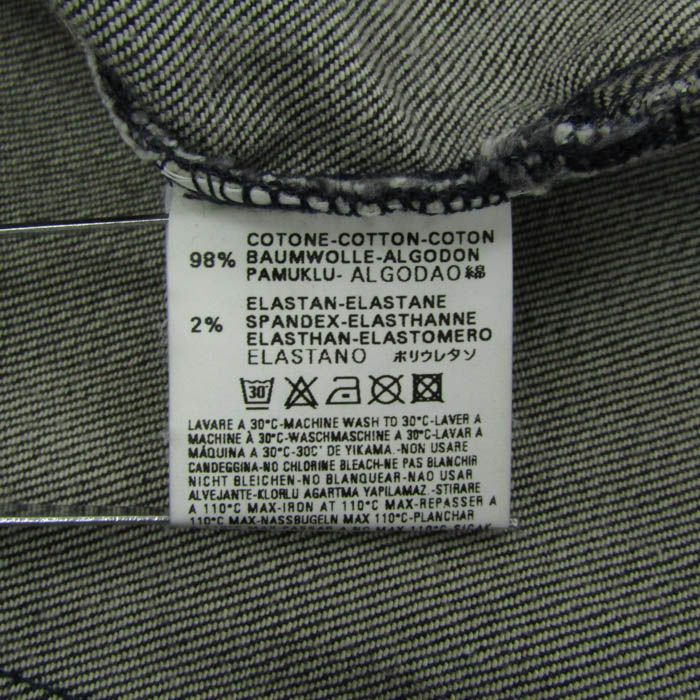 COTONE-COTTON-COTON
98% BAUMWOLLE-ALGODON
PAMUKLU- ALGODAO 綿
ELASTAN-ELASTANE
2% SPANDEX-ELASTHANNE
ELASTHAN-ELASTOMERO
ELASTANO ポリウレタン
30
LAVARE A 30°C-MACHINE WASH TO 30°C-LAVER A
MACHINE À 30°C-WASCHMASCHINE A 30°C-LAVAR A
MÁQUINA A 30°C-30C' DE YIKAMA.-NON USARE
CANDEGGINA-NO CHLORINE BLEACH-NE PAS BLANCHIR
NICHT BLEICHEN-NO BLANQUEAR-NAO USAR
ALVEJANTE-KLORLU AGARTMA YAPILAMAZ.-STIRARE
A 110°C MAX-IRON AT 110°C MAX-REPASSER A
110°C MAX-NASSBUGELN MAX 110°C-PLANCHAR